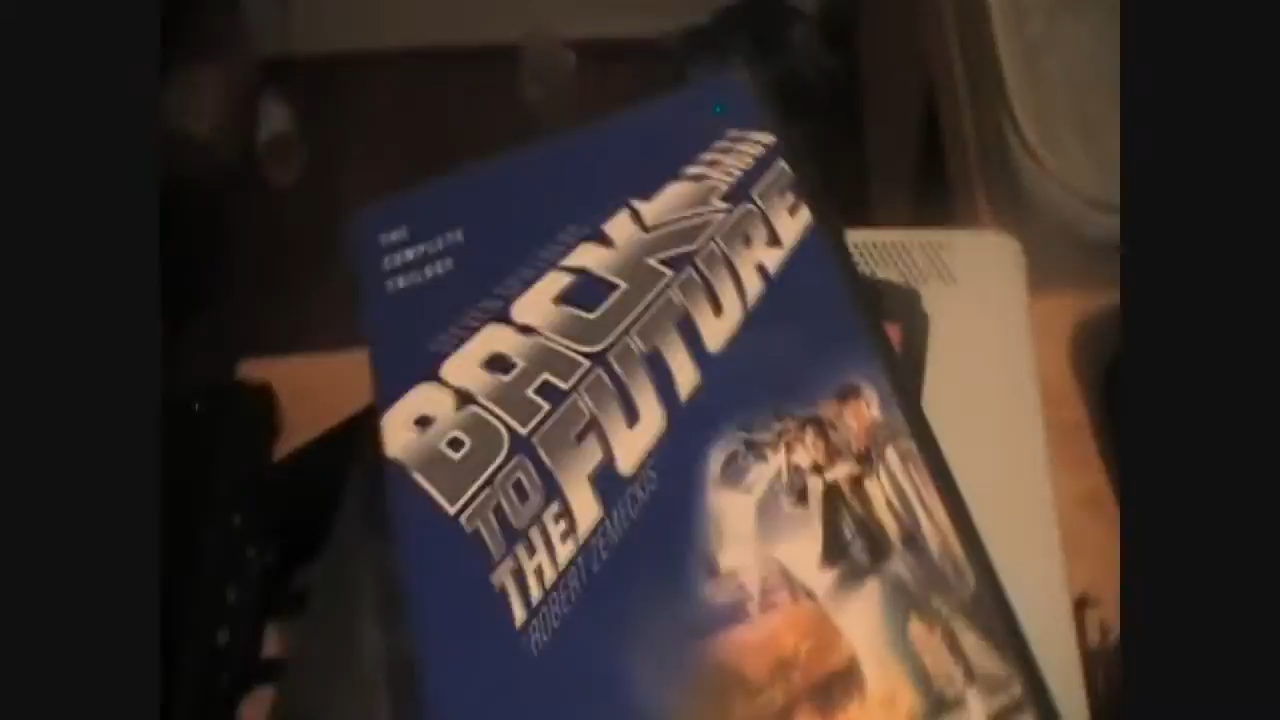 THE
COMPLETE
TRILOGY
BACK
TO
THE
FUTURE
ROBERT ZEMECKIS